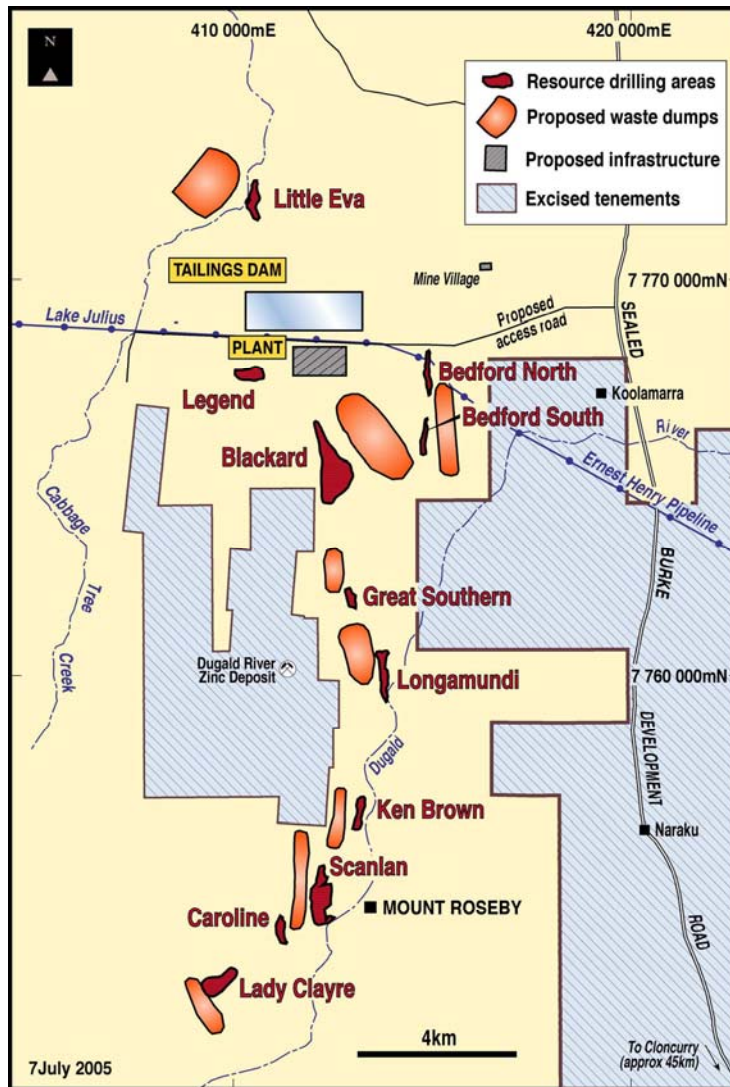 410 000mE
420 000mE
N
Resource drilling areas
Proposed waste dumps
Proposed infrastructure
Excised tenements
Little Eva
TAILINGS DAM
Mine Village
7 770 000mN
Lake Julius
Proposed
access road
SEALED
PLANT
Bedford North
Koolamarra
Legend
Bedford South
River
Blackard
Ernest Henry Pipeline
Cabbage
Tree
Creek
BURKE
Great Southern
Dugald River
Zinc Deposit
Longamundi
7 760 000mN
Dugald
DEVELOPMENT
Ken Brown
Naraku
Scanlan
Caroline
MOUNT ROSEBY
ROAD
Lady Clayre
4km
To Cloncurry
(approx 45km)
7July 2005